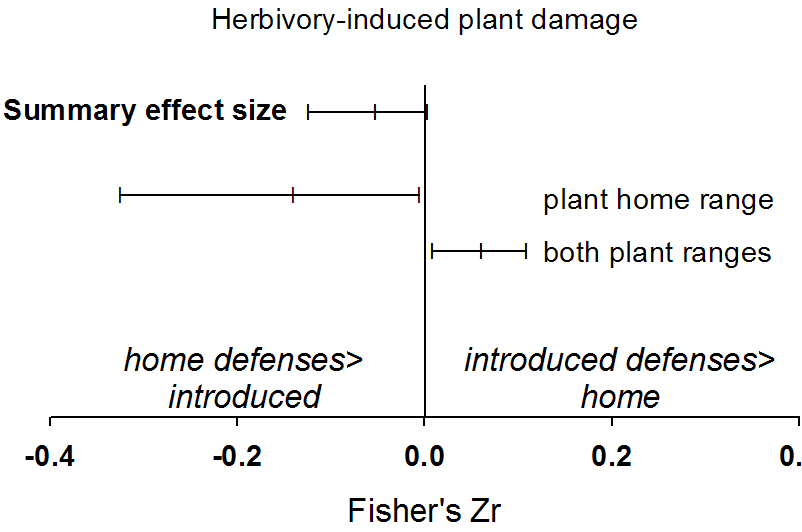 Herbivory-induced plant damage
Summary effect size
plant home range
both plant ranges
home defenses>
introduced
introduced defenses>
home
-0.4
-0.2
0.0
0.2
0.
Fisher's Zr